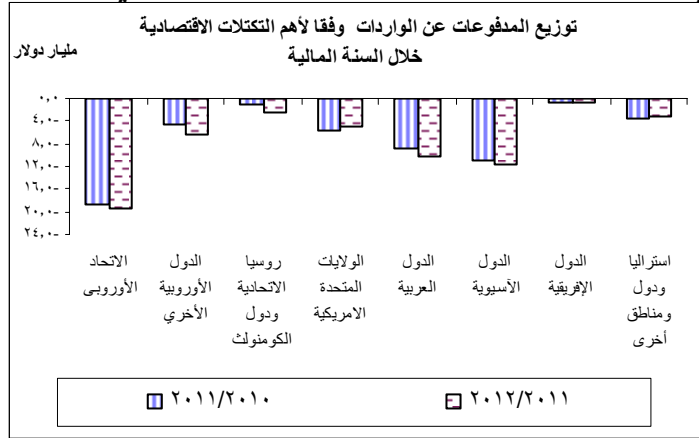 توزيع المدفوعات عن الواردات وفقا لأهم التكتلات الاقتصادية
خلال السنة المالية
مليار دولار
٠,٠
٤,٠-
٨,٠-
١٢,٠-
١٦,٠-
٢٠,٠-
٢٤,٠-
استراليا
ودول
ومناطق
أخرى
الدول
الإفريقية
الدول
الآسيوية
الدول
العربية
الولايات
المتحدة
الامريكية
روسيا
الاتحادية
ودول
الكومنولث
الدول
الأوروبية
الأخري
الاتحاد
الأوروبى
٢٠١١/٢٠١٠
٢٠١٢/٢٠١١